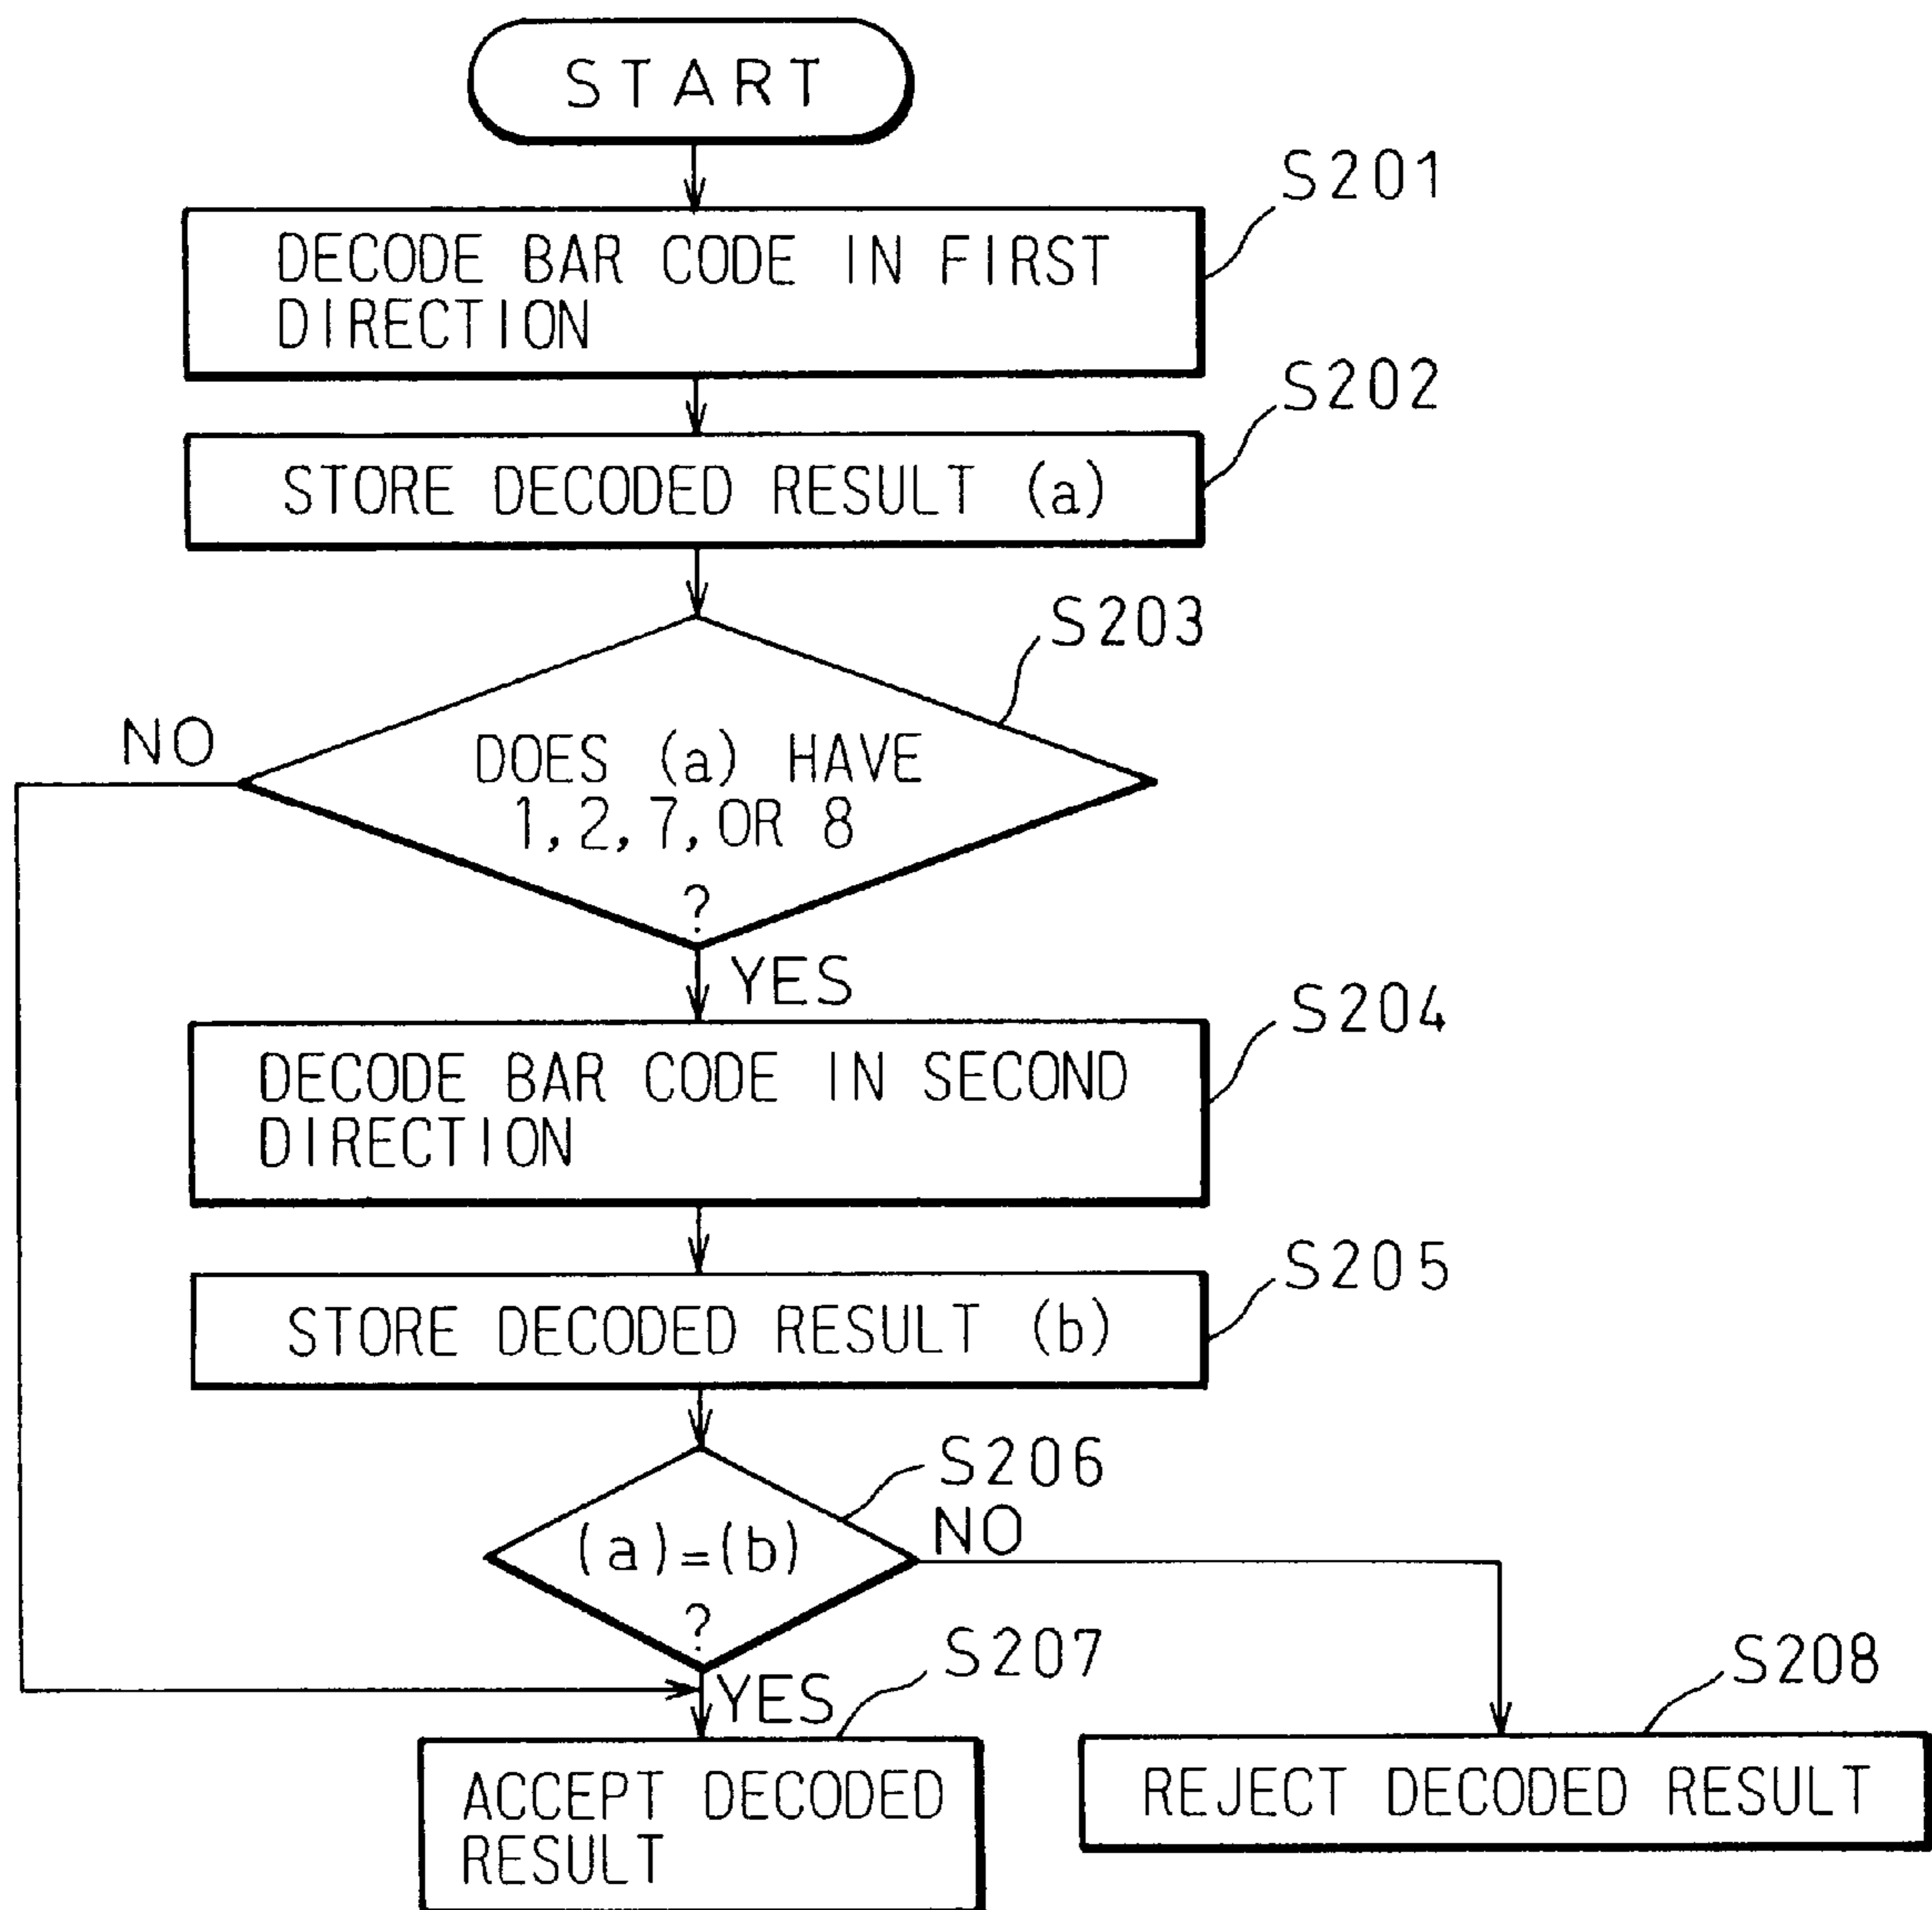 START
S201
DECODE BAR CODE IN FIRST
DIRECTION
S202
STORE DECODED RESULT (a)
S203
NO
DOES (a) HAVE
1, 2, 7, OR 8
?
YES
S204
DECODE BAR CODE IN SECOND
DIRECTION
S205
STORE DECODED RESULT (b)
S206
NO
(a)=(b)
?
S207
YES
S208
ACCEPT DECODED
RESULT
REJECT DECODED RESULT